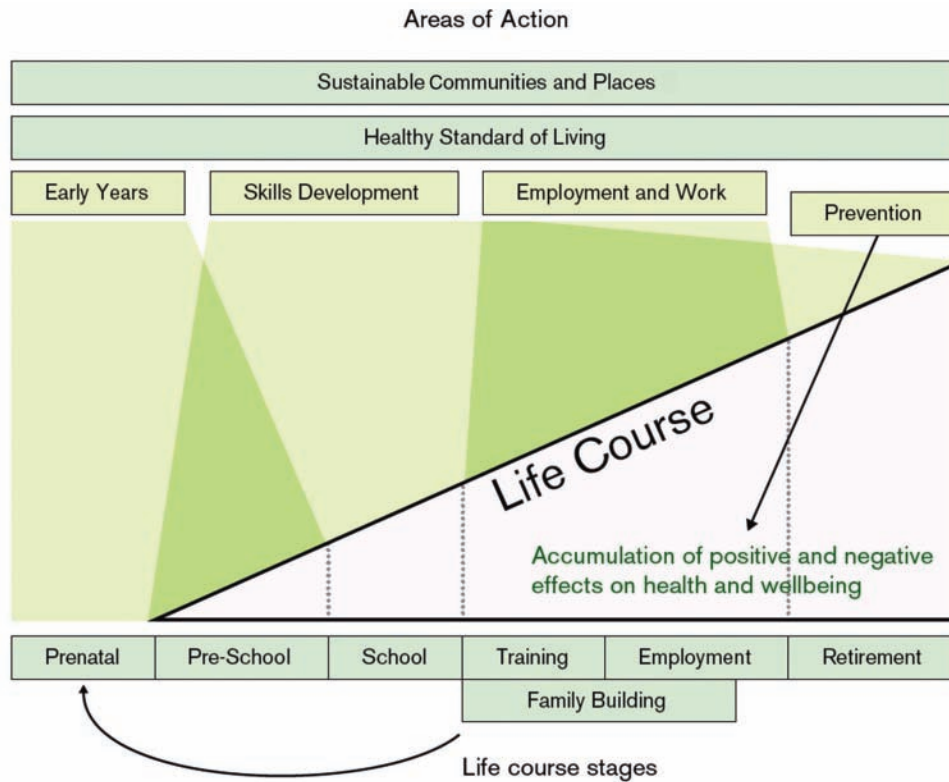 Areas of Action
Sustainable Communities and Places
Healthy Standard of Living
Early Years
Skills Development
Employment and Work
Prevention
Life Course
Accumulation of positive and negative
effects on health and wellbeing
Prenatal
Pre-School
School
Training
Employment
Retirement
Family Building
Life course stages